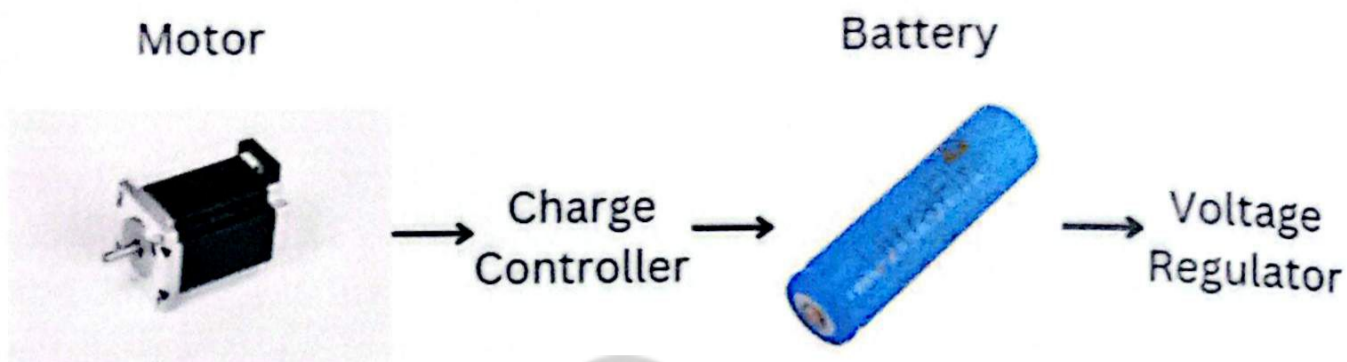 Motor
Battery
Charge
Controller
Voltage
Regulator